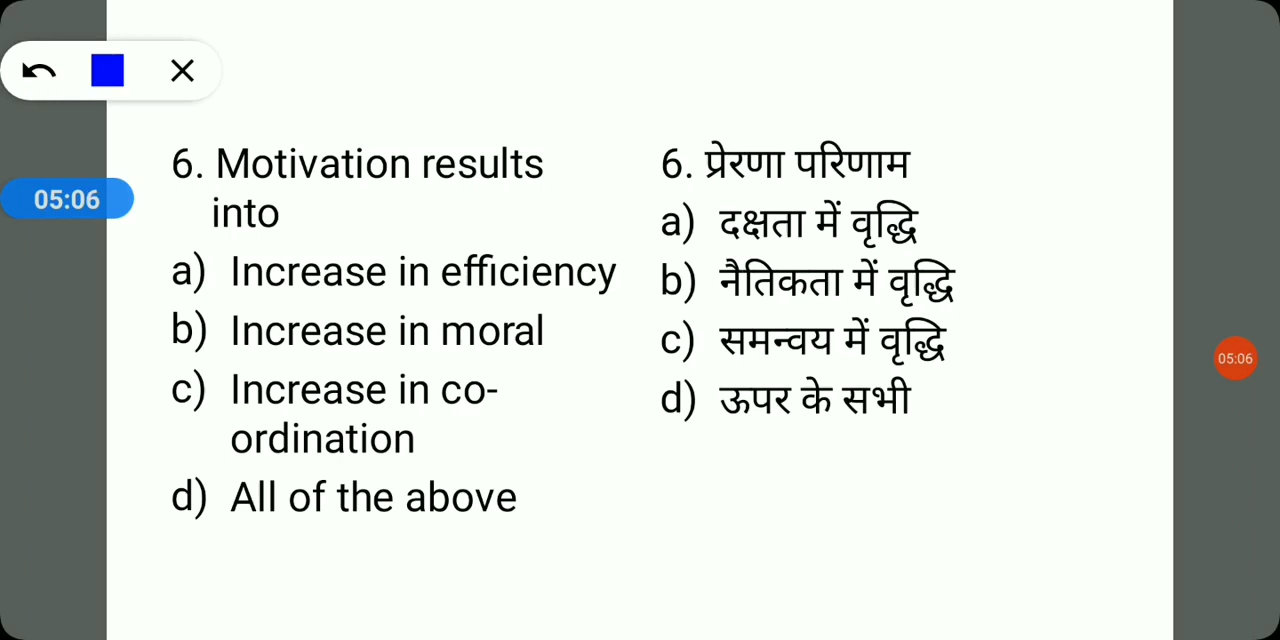 05:06
6. Motivation results
into
a) Increase in efficiency
b) Increase in moral
c) Increase in co-
ordination
d) All of the above
6. प्रेरणा परिणाम
a) दक्षता में वृद्धि
b) नैतिकता में वृद्धि
c) समन्वय में वृद्धि
d) ऊपर के सभी
05:06